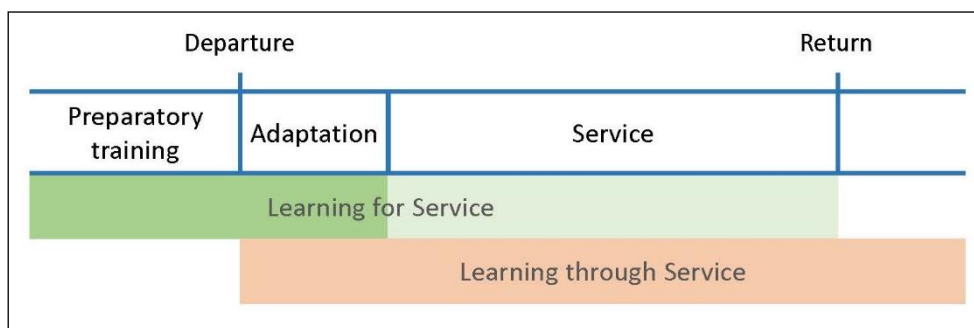 Departure
Return
Preparatory
training
Adaptation
Service
Learning for Service
Learning through Service